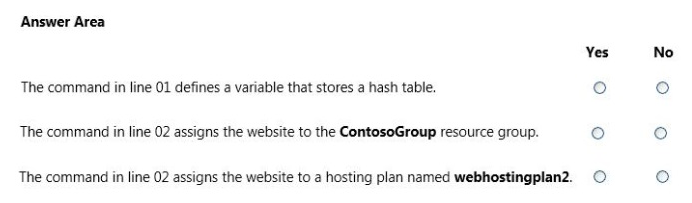 Answer Area
Yes No
The command in line 01 defines a variable that stores a hash table.
The command in line 02 assigns the website to the ContosoGroup resource group.
The command in line 02 assigns the website to a hosting plan named webhostingplan2.